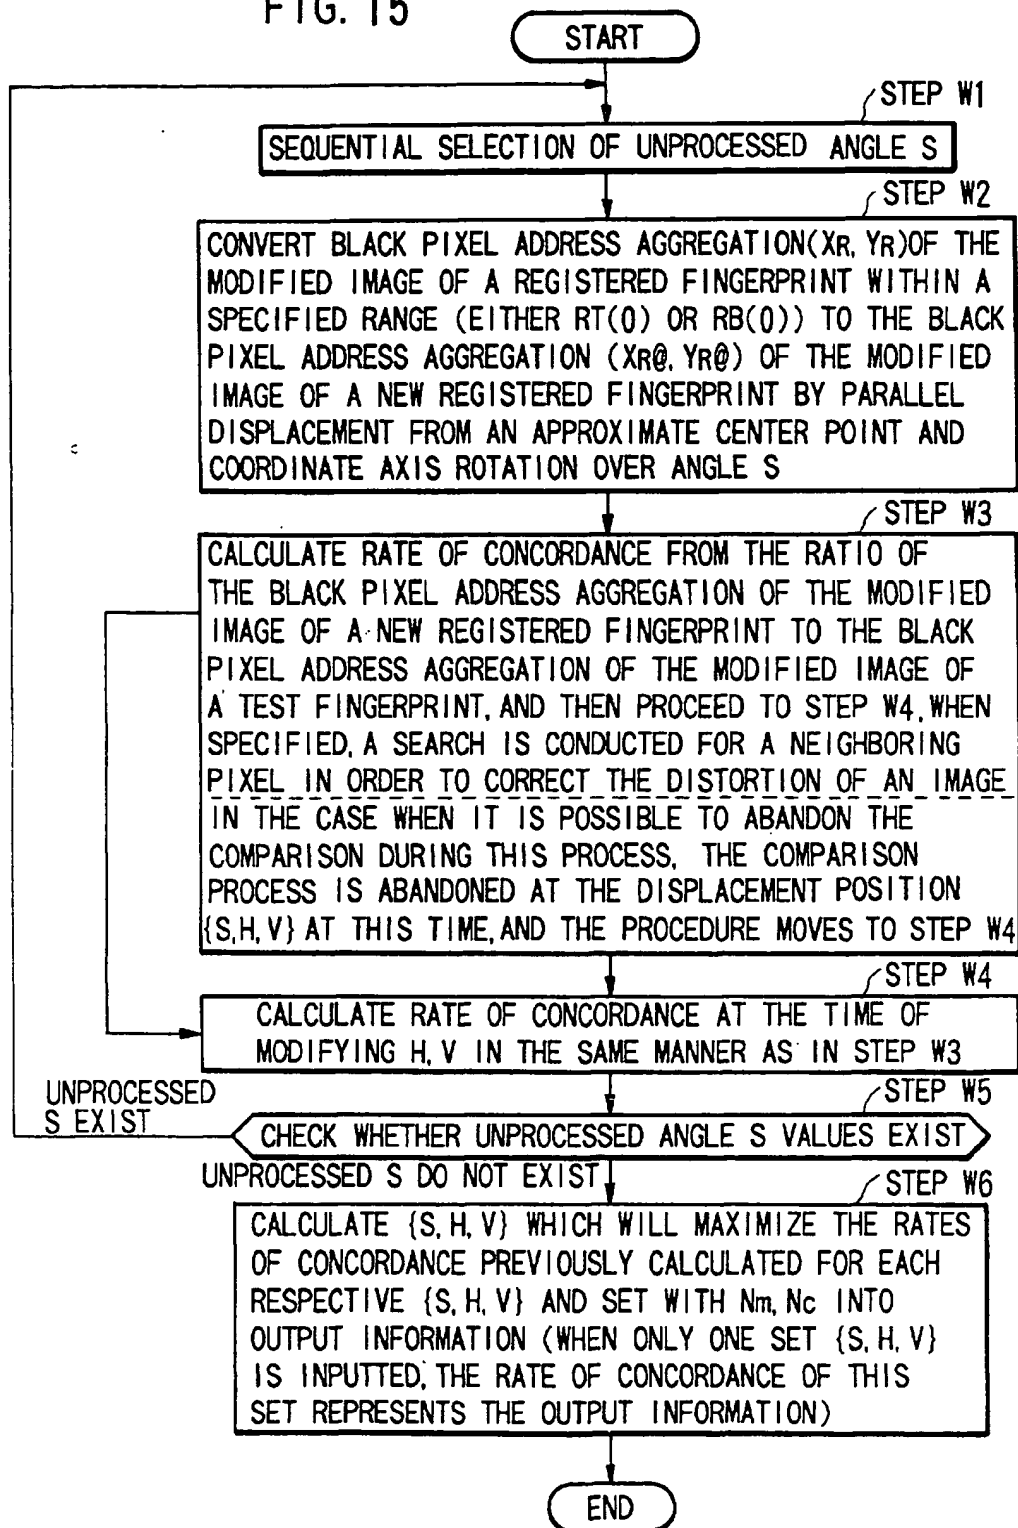 FIG. 15
START
STEP W1
SEQUENTIAL SELECTION OF UNPROCESSED ANGLE S
STEP W2
CONVERT BLACK PIXEL ADDRESS AGGREGATION(XR, YR)OF THE
MODIFIED IMAGE OF A REGISTERED FINGERPRINT WITHIN A
SPECIFIED RANGE (EITHER RT() OR RB()) TO THE BLACK
PIXEL ADDRESS AGGREGATION (XR@, YR@) OF THE MODIFIED
IMAGE OF A NEW REGISTERED FINGERPRINT BY PARALLEL
DISPLACEMENT FROM AN APPROXIMATE CENTER POINT AND
COORDINATE AXIS ROTATION OVER ANGLE S
STEP W3
CALCULATE RATE OF CONCORDANCE FROM THE RATIO OF
THE BLACK PIXEL ADDRESS AGGREGATION OF THE MODIFIED
IMAGE OF A NEW REGISTERED FINGERPRINT TO THE BLACK
PIXEL ADDRESS AGGREGATION OF THE MODIFIED IMAGE OF
A TEST FINGERPRINT, AND THEN PROCEED TO STEP W4, WHEN
SPECIFIED, A SEARCH IS CONDUCTED FOR A NEIGHBORING
PIXEL IN ORDER TO CORRECT THE DISTORTION OF AN IMAGE
IN THE CASE WHEN IT IS POSSIBLE TO ABANDON THE
COMPARISON DURING THIS PROCESS, THE COMPARISON
PROCESS IS ABANDONED AT THE DISPLACEMENT POSITION
{S, H, V} AT THIS TIME, AND THE PROCEDURE MOVES TO STEP W4
STEP W4
CALCULATE RATE OF CONCORDANCE AT THE TIME OF
MODIFYING H, V IN THE SAME MANNER AS IN STEP W3
UNPROCESSED
S EXIST
STEP W5
CHECK WHETHER UNPROCESSED ANGLE S VALUES EXIST
UNPROCESSED S DO NOT EXIST
STEP W6
CALCULATE {S, H, V} WHICH WILL MAXIMIZE THE RATES
OF CONCORDANCE PREVIOUSLY CALCULATED FOR EACH
RESPECTIVE {S, H, V} AND SET WITH Nm, Nc INTO
OUTPUT INFORMATION (WHEN ONLY ONE SET {S, H, V}
IS INPUTTED, THE RATE OF CONCORDANCE OF THIS
SET REPRESENTS THE OUTPUT INFORMATION)
END